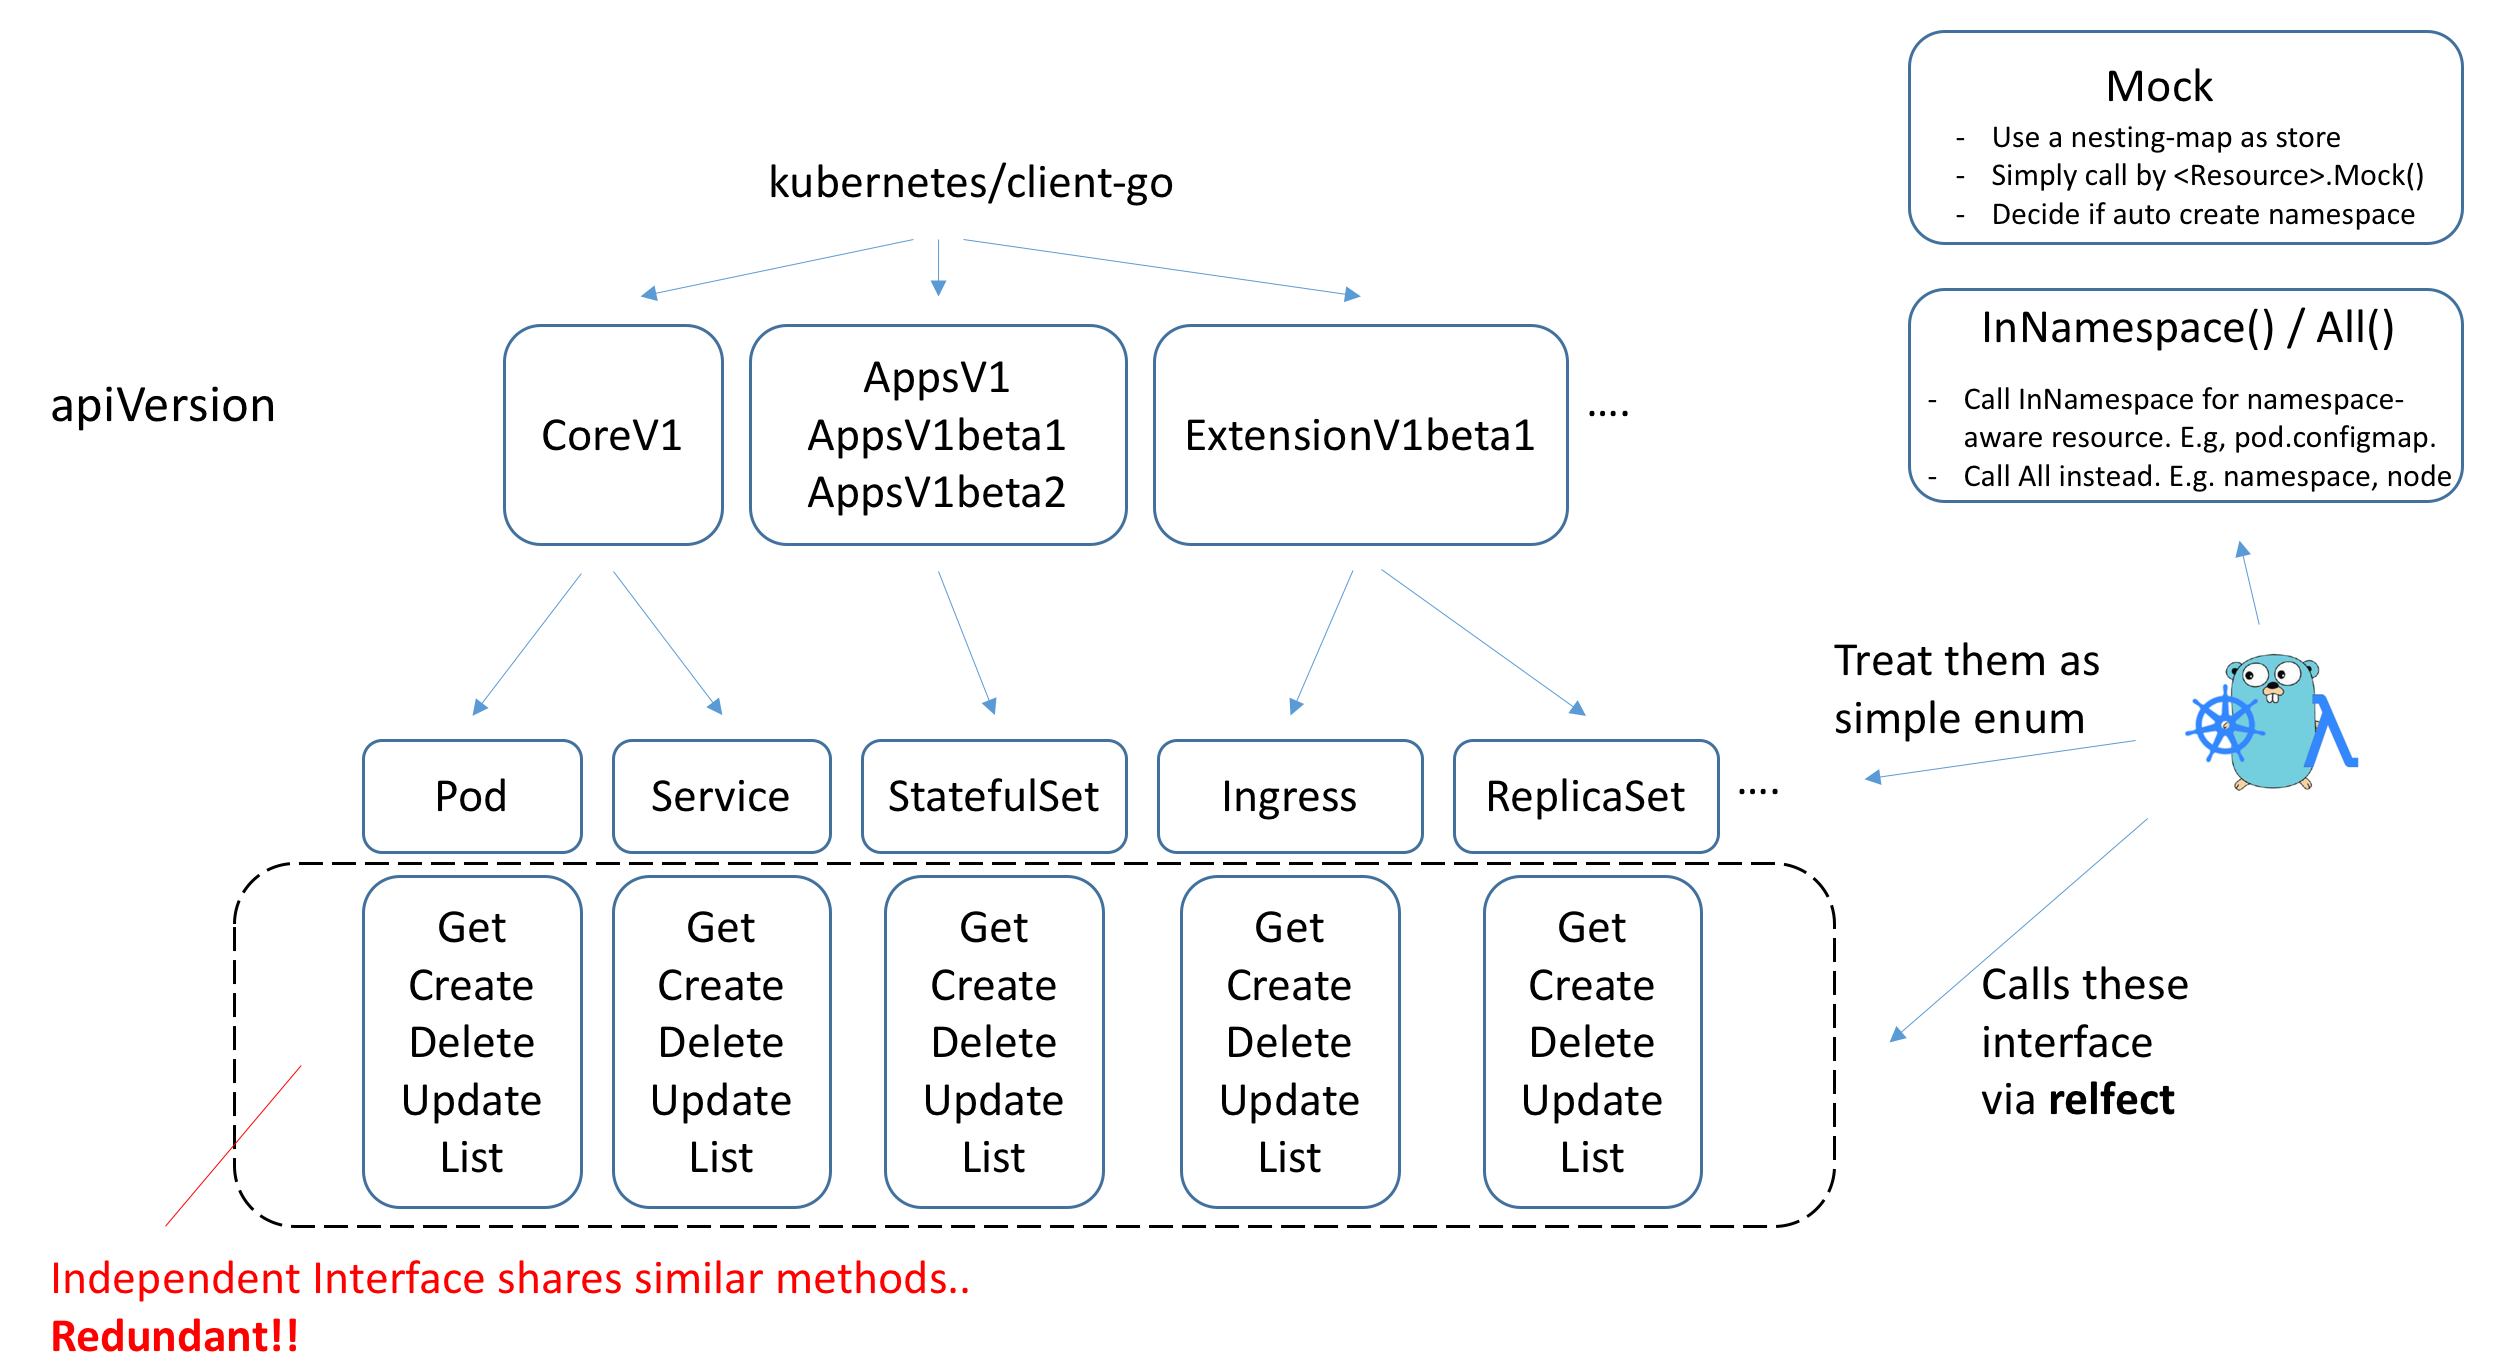 Mock
- Use a nesting-map as store
- Simply call by <Resource>.Mock()
- Decide if auto create namespace
kubernetes/client-go
InNamespace() / All()
- Call InNamespace for namespace-
aware resource. E.g, pod.configmap.
- Call All instead. E.g. namespace, node
apiVersion
CoreV1
AppsV1
AppsV1beta1
AppsV1beta2
ExtensionV1beta1
....
Treat them as
simple enum
Pod
Service
StatefulSet
Ingress
ReplicaSet
....
Get
Create
Delete
Update
List
Get
Create
Delete
Update
List
Get
Create
Delete
Update
List
Get
Create
Delete
Update
List
Get
Create
Delete
Update
List
Calls these
interface
via relfect
Independent Interface shares similar methods..
Redundant!!